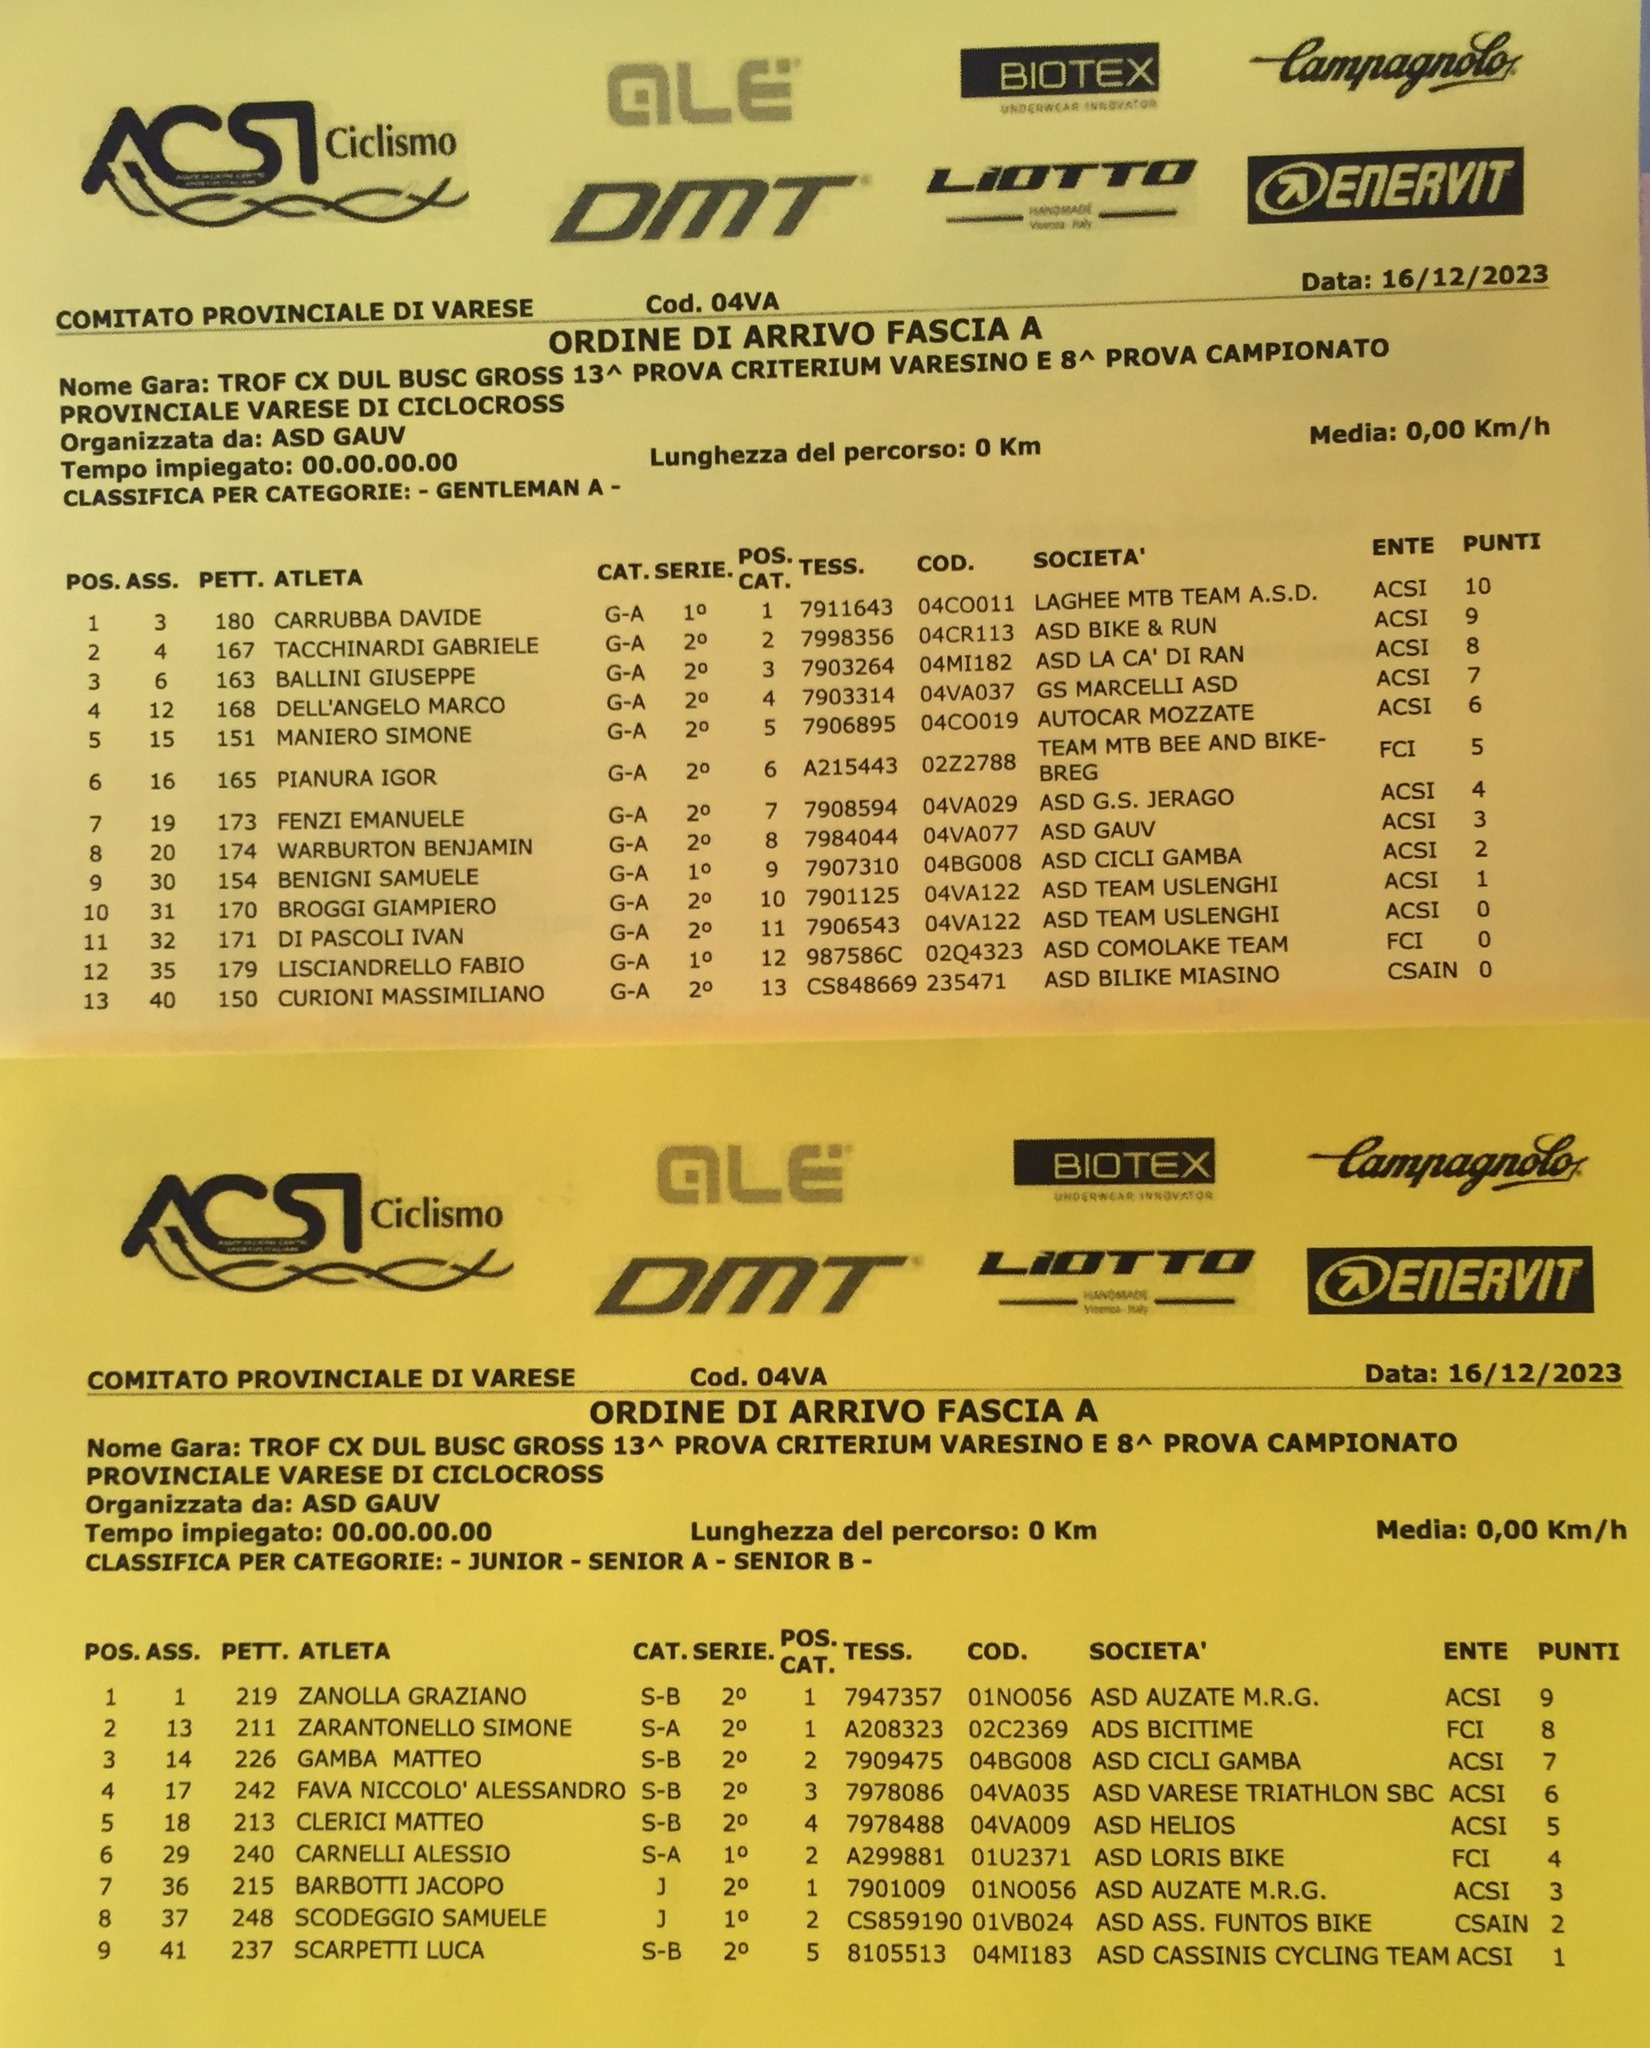 ALÉ
BIOTEX
UNDERWEAR INNOVATOR
Campagnolo
ACSI Ciclismo
DMT
LIOTTO
HANDMADE
Vicenza - Italy
ENERVIT
COMITATO PROVINCIALE DI VARESE Cod. 04VA Data: 16/12/2023
ORDINE DI ARRIVO FASCIA A
Nome Gara: TROF CX DUL BUSC GROSS 13^ PROVA CRITERIUM VARESINO E 8^ PROVA CAMPIONATO
PROVINCIALE VARESE DI CICLOCROSS
Organizzata da: ASD GAUV
Tempo impiegato: 00.00.00.00 Lunghezza del percorso: 0 Km Media: 0,00 Km/h
CLASSIFICA PER CATEGORIE: - GENTLEMAN A -
POS. ASS. PETT. ATLETA CAT. SERIE. POS. CAT. TESS. COD. SOCIETA' ENTE PUNTI
1 3 180 CARRUBBA DAVIDE G-A 1º 1 7911643 04CO011 LAGHEE MTB TEAM A.S.D. ACSI 10
2 4 167 TACCHINARDI GABRIELE G-A 2º 2 7998356 04CR113 ASD BIKE & RUN ACSI 9
3 6 163 BALLINI GIUSEPPE G-A 2º 3 7903264 04MI182 ASD LA CA' DI RAN ACSI 8
4 12 168 DELL'ANGELO MARCO G-A 2º 4 7903314 04VA037 GS MARCELLI ASD ACSI 7
5 15 151 MANIERO SIMONE G-A 2º 5 7906895 04CO019 AUTOCAR MOZZATE ACSI 6
6 16 165 PIANURA IGOR G-A 2º 6 A215443 02Z2788 TEAM MTB BEE AND BIKE- FCI 5
BREG
7 19 173 FENZI EMANUELE G-A 2º 7 7908594 04VA029 ASD G.S. JERAGO ACSI 4
8 20 174 WARBURTON BENJAMIN G-A 2º 8 7984044 04VA077 ASD GAUV ACSI 3
9 30 154 BENIGNI SAMUELE G-A 1º 9 7907310 04BG008 ASD CICLI GAMBA ACSI 2
10 31 170 BROGGI GIAMPIERO G-A 2º 10 7901125 04VA122 ASD TEAM USLENGHI ACSI 1
11 32 171 DI PASCOLI IVAN G-A 2º 11 7906543 04VA122 ASD TEAM USLENGHI ACSI 0
12 35 179 LISCIANDRELLO FABIO G-A 1º 12 987586C 02Q4323 ASD COMOLAKE TEAM FCI 0
13 40 150 CURIONI MASSIMILIANO G-A 2º 13 CS848669 235471 ASD BILIKE MIASINO CSAIN 0
ALÉ
BIOTEX
UNDERWEAR INNOVATOR
Campagnolo
ACSI Ciclismo
DMT
LIOTTO
HANDMADE
Vicenza - Italy
ENERVIT
COMITATO PROVINCIALE DI VARESE Cod. 04VA Data: 16/12/2023
ORDINE DI ARRIVO FASCIA A
Nome Gara: TROF CX DUL BUSC GROSS 13^ PROVA CRITERIUM VARESINO E 8^ PROVA CAMPIONATO
PROVINCIALE VARESE DI CICLOCROSS
Organizzata da: ASD GAUV
Tempo impiegato: 00.00.00.00 Lunghezza del percorso: 0 Km Media: 0,00 Km/h
CLASSIFICA PER CATEGORIE: - JUNIOR - SENIOR A - SENIOR B -
POS. ASS. PETT. ATLETA CAT. SERIE. POS. CAT. TESS. COD. SOCIETA' ENTE PUNTI
1 1 219 ZANOLLA GRAZIANO S-B 2º 1 7947357 01NO056 ASD AUZATE M.R.G. ACSI 9
2 13 211 ZARANTONELLO SIMONE S-A 2º 1 A208323 02C2369 ADS BICITIME FCI 8
3 14 226 GAMBA MATTEO S-B 2º 2 7909475 04BG008 ASD CICLI GAMBA ACSI 7
4 17 242 FAVA NICCOLO' ALESSANDRO S-B 2º 3 7978086 04VA035 ASD VARESE TRIATHLON SBC ACSI 6
5 18 213 CLERICI MATTEO S-B 2º 4 7978488 04VA009 ASD HELIOS ACSI 5
6 29 240 CARNELLI ALESSIO S-A 1º 2 A299881 01U2371 ASD LORIS BIKE FCI 4
7 36 215 BARBOTTI JACOPO J 2º 1 7901009 01NO056 ASD AUZATE M.R.G. ACSI 3
8 37 248 SCODEGGIO SAMUELE J 1º 2 CS859190 01VB024 ASD ASS. FUNTOS BIKE CSAIN 2
9 41 237 SCARPETTI LUCA S-B 2º 5 8105513 04MI183 ASD CASSINIS CYCLING TEAM ACSI 1